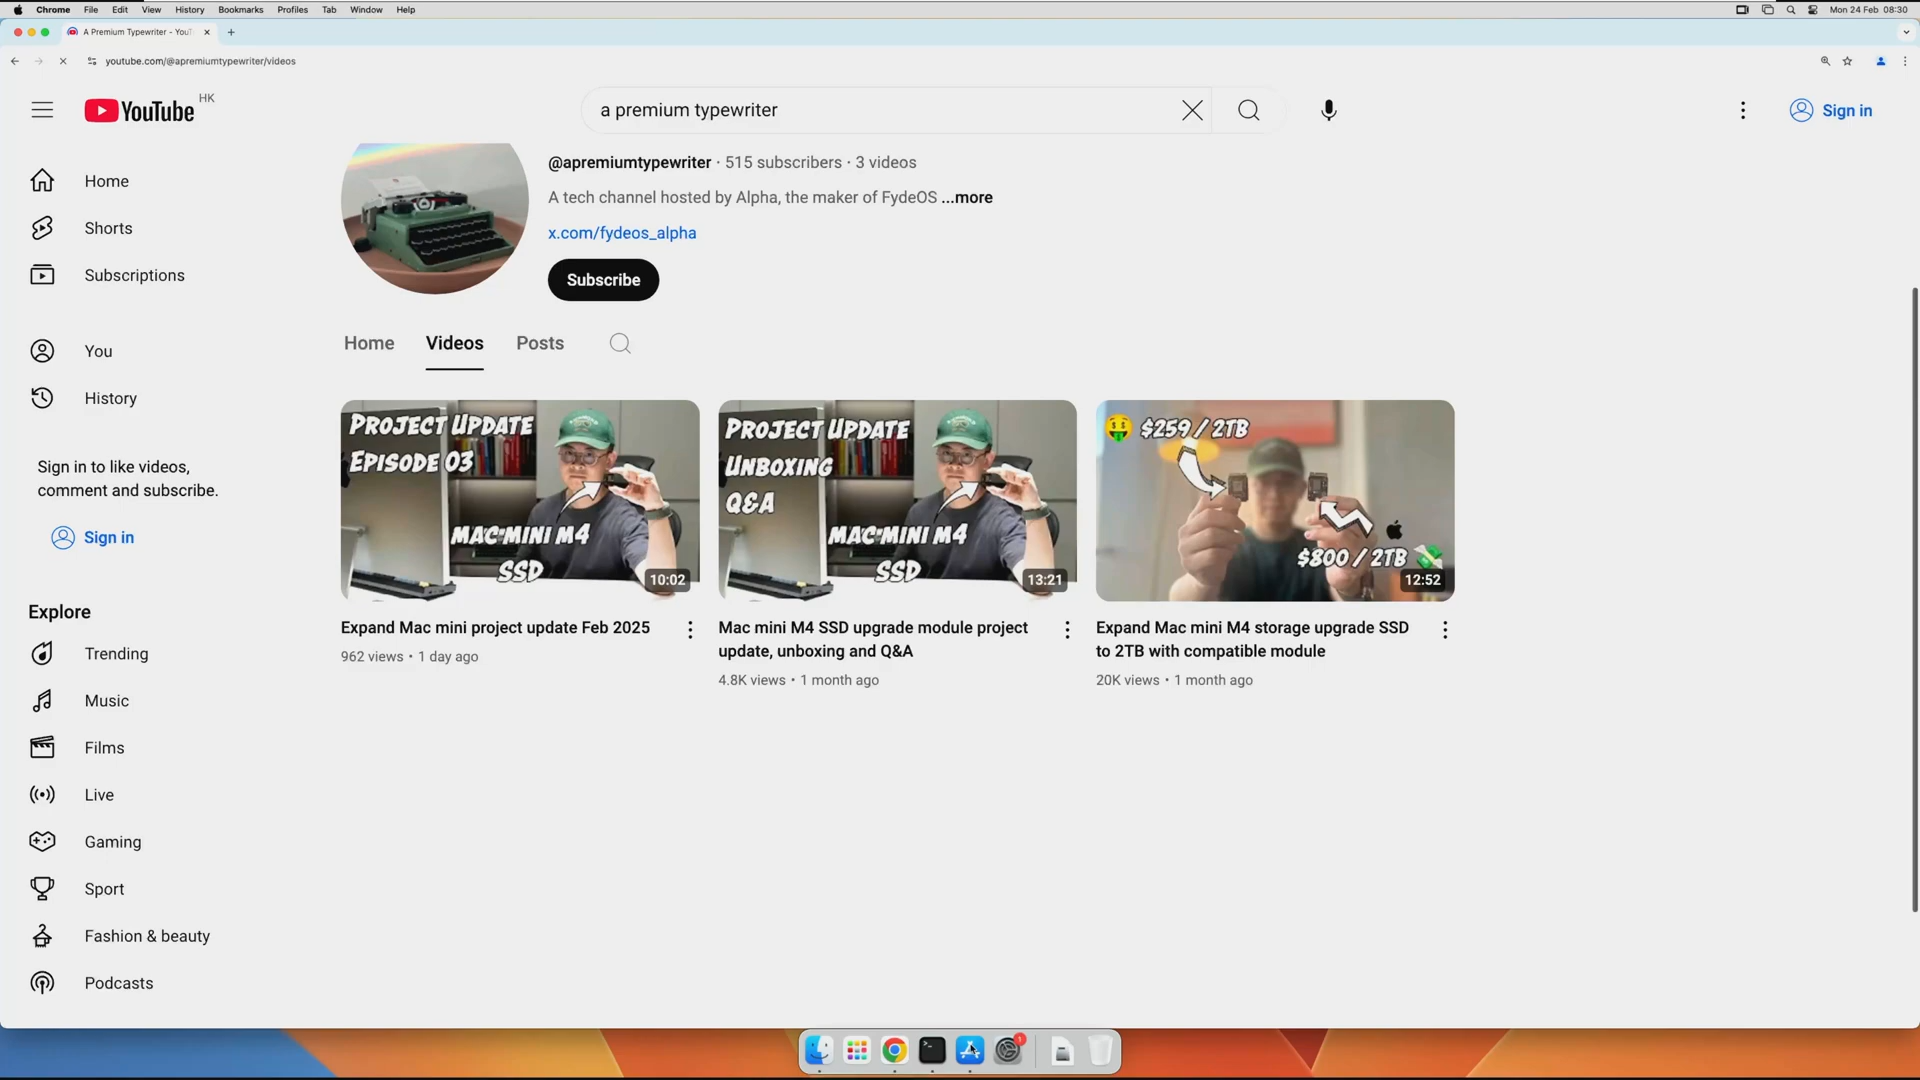 Chrome File Edit View History Bookmarks Profiles Tab Window Help Mon 24 Feb 08:30
A Premium Typewriter - YouT
youtube.com/@apremiumtypewriter/videos
YouTube HK
a premium typewriter
Sign in
Home
Shorts
Subscriptions
You
History
Sign in to like videos,
comment and subscribe.
Sign in
Explore
Trending
Music
Films
Live
Gaming
Sport
Fashion & beauty
Podcasts
@apremiumtypewriter · 515 subscribers · 3 videos
A tech channel hosted by Alpha, the maker of FydeOS ...more
x.com/fydeos_alpha
Subscribe
Home Videos Posts
PROJECT UPDATE
EPISODE 03
MAC MINI M4
SSD
10:02
Expand Mac mini project update Feb 2025
962 views • 1 day ago
PROJECT UPDATE
UNBOXING
Q&A
MAC MINI M4
SSD
13:21
Mac mini M4 SSD upgrade module project
update, unboxing and Q&A
4.8K views • 1 month ago
$259 / 2TB
$800 / 2TB
12:52
Expand Mac mini M4 storage upgrade SSD
to 2TB with compatible module
20K views • 1 month ago
1